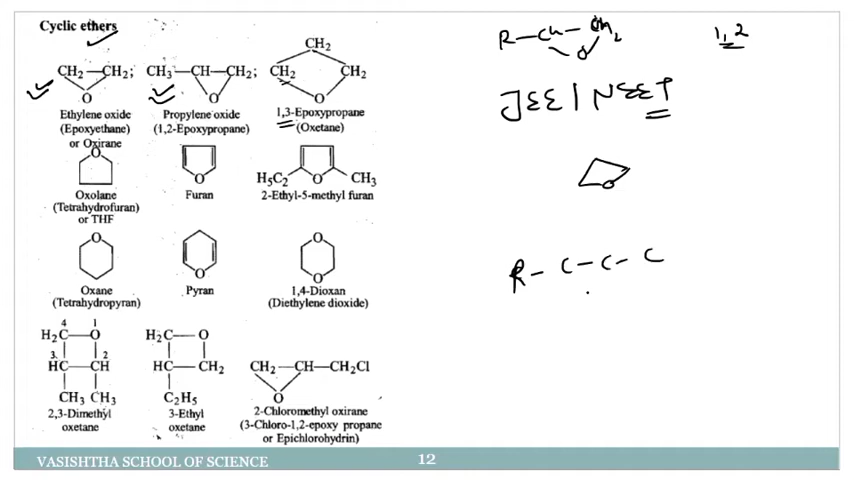 Cyclic ethers
CH2—CH2;
O
Ethylene oxide
(Epoxyethane)
or Oxirane
CH3—CH—CH2;
O
Propylene oxide
(1,2-Epoxypropane)
CH2
CH2 CH2
O
1,3-Epoxypropane
(Oxetane)
O
Oxolane
(Tetrahydrofuran)
or THF
O
Furan
H5C2 O CH3
2-Ethyl-5-methyl furan
O
Oxane
(Tetrahydropyran)
O
Pyran
O
O
1,4-Dioxan
(Diethylene dioxide)
4 1
H2C—O
3 2
HC—CH
CH3 CH3
2,3-Dimethyl
oxetane
H2C—O
HC—CH2
C2H5
3-Ethyl
oxetane
CH2—CH—CH2Cl
O
2-Chloromethyl oxirane
(3-Chloro-1,2-epoxy propane
or Epichlorohydrin)
R—CH—CH2
O
1,2
JEE | NEET
O
R—C—C—C
VASISHTHA SCHOOL OF SCIENCE
12